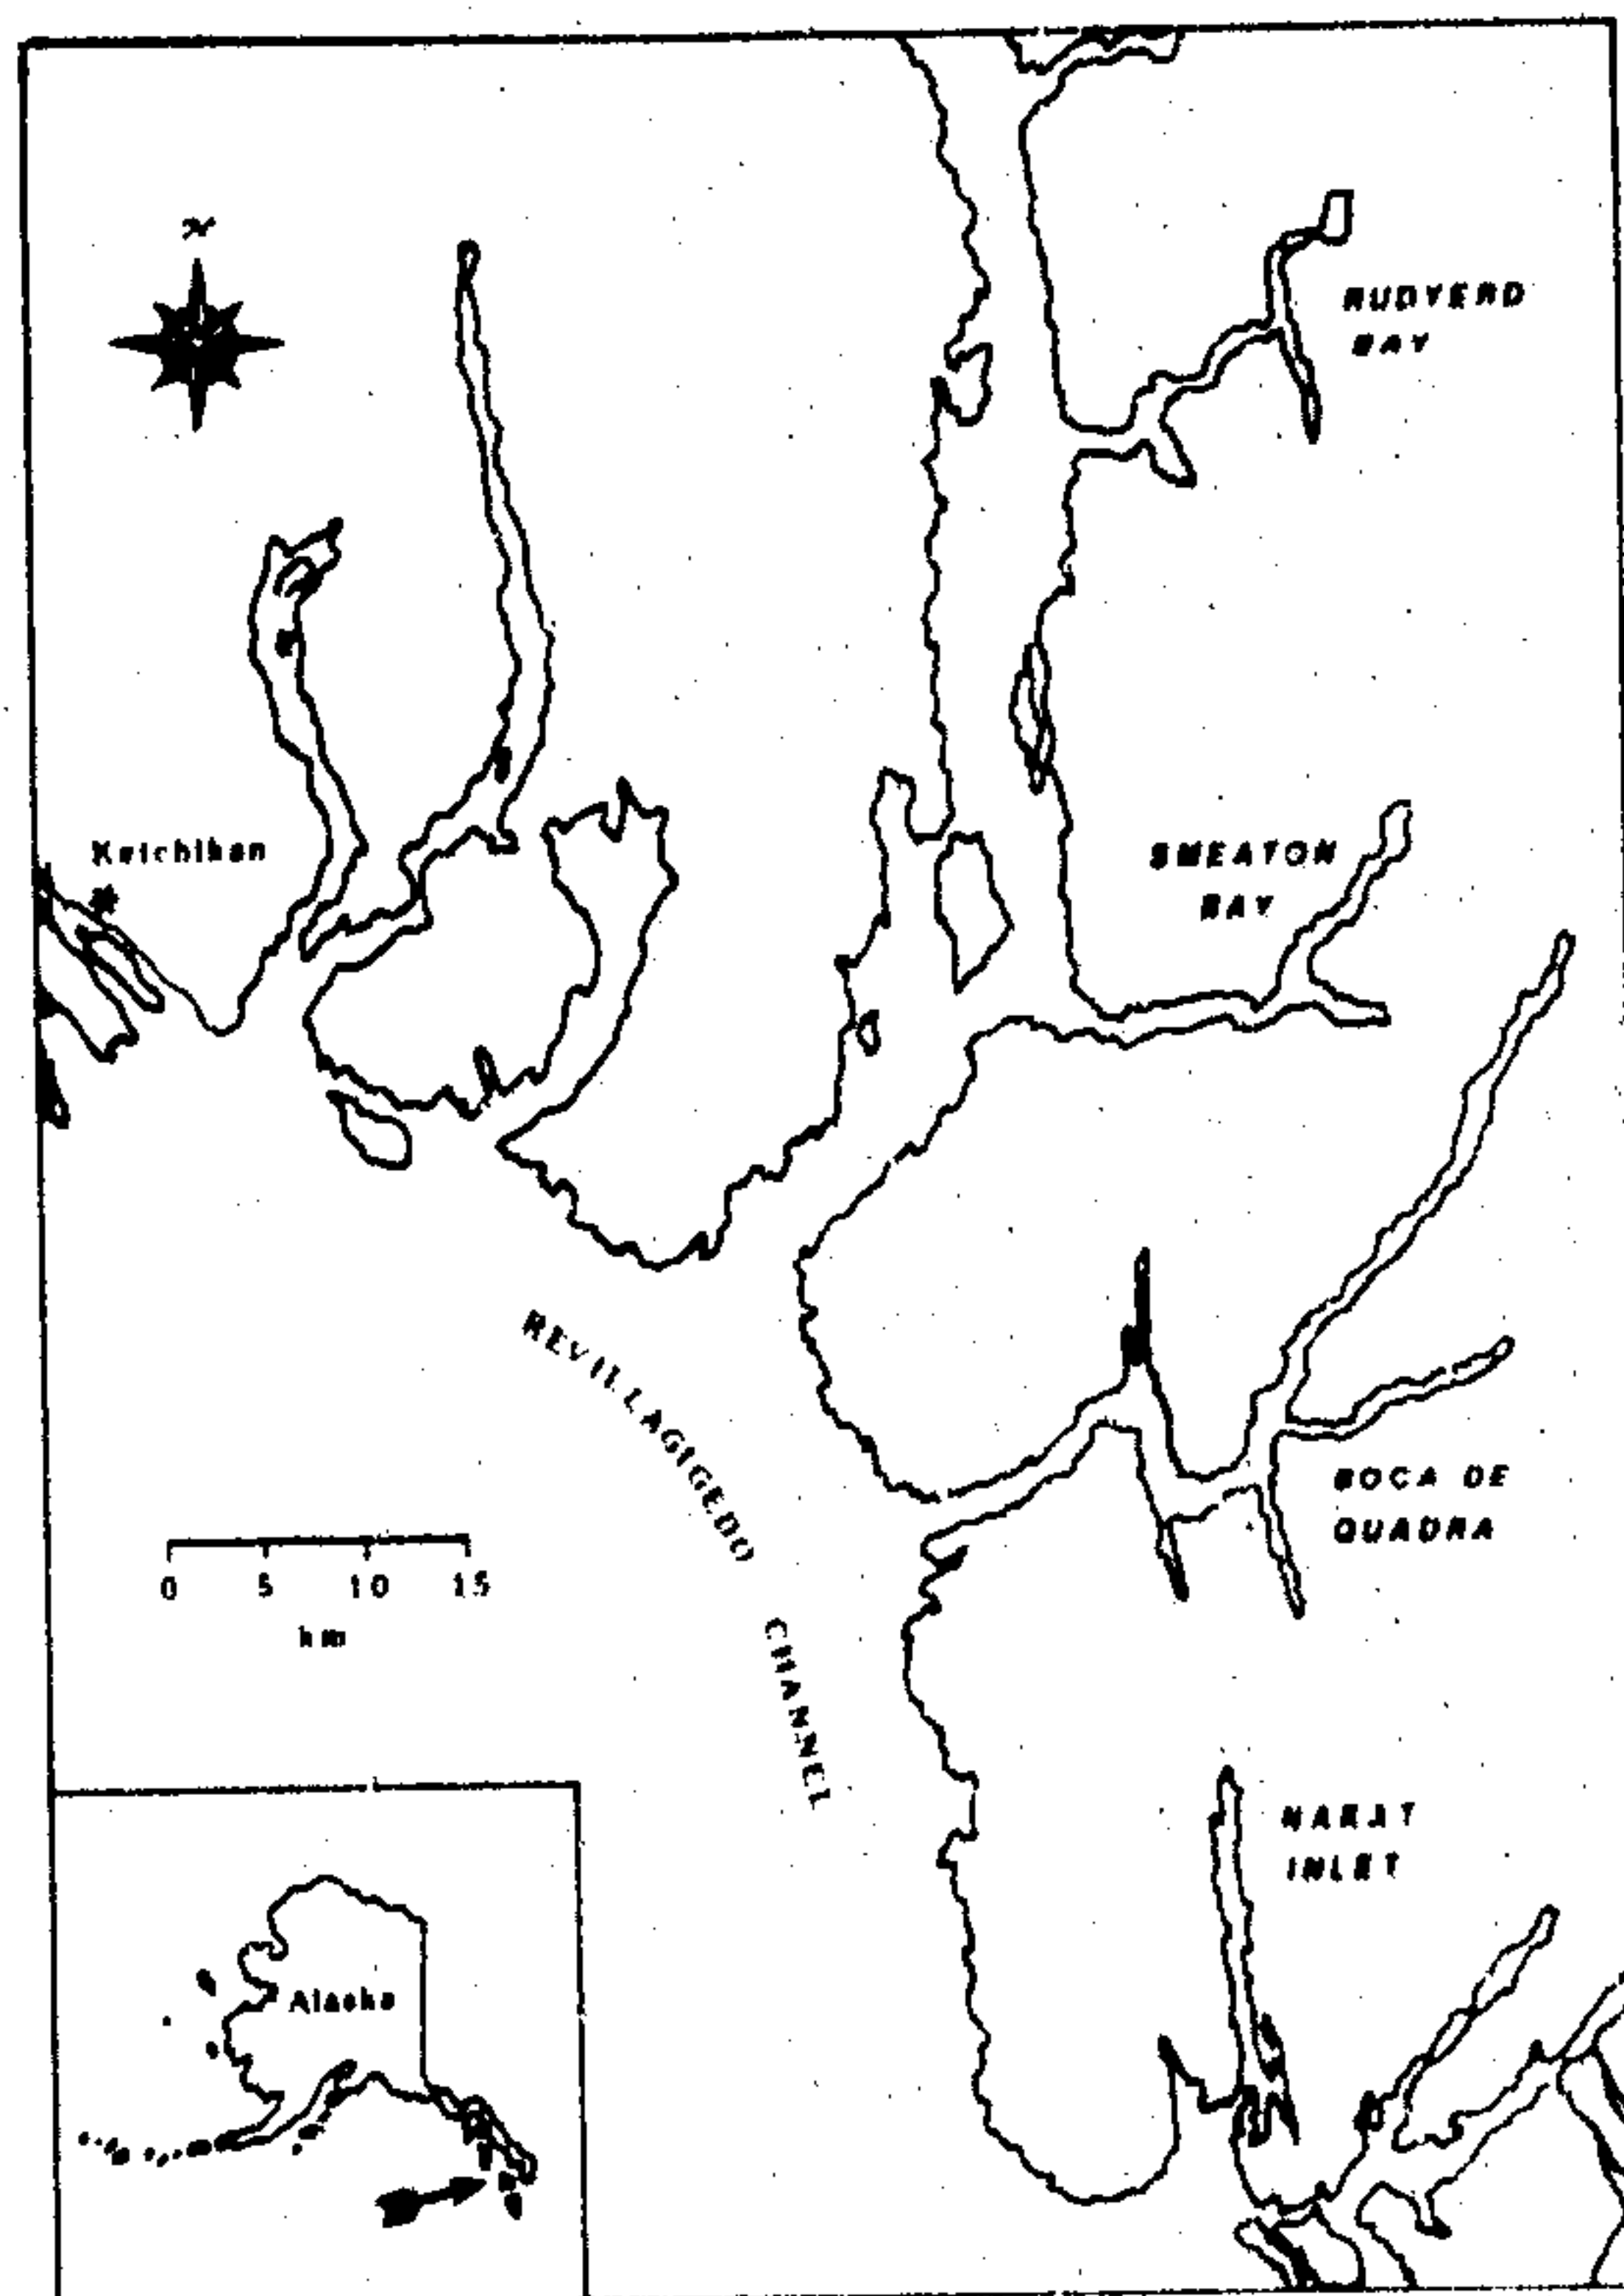 N
RUDYERD
BAY
Ketchikan
SMEATON
BAY
REVILLAGIGEDO
CHANNEL
BOCA DE
QUADRA
0 5 10 15
km
NAKAT
INLET
Alaska